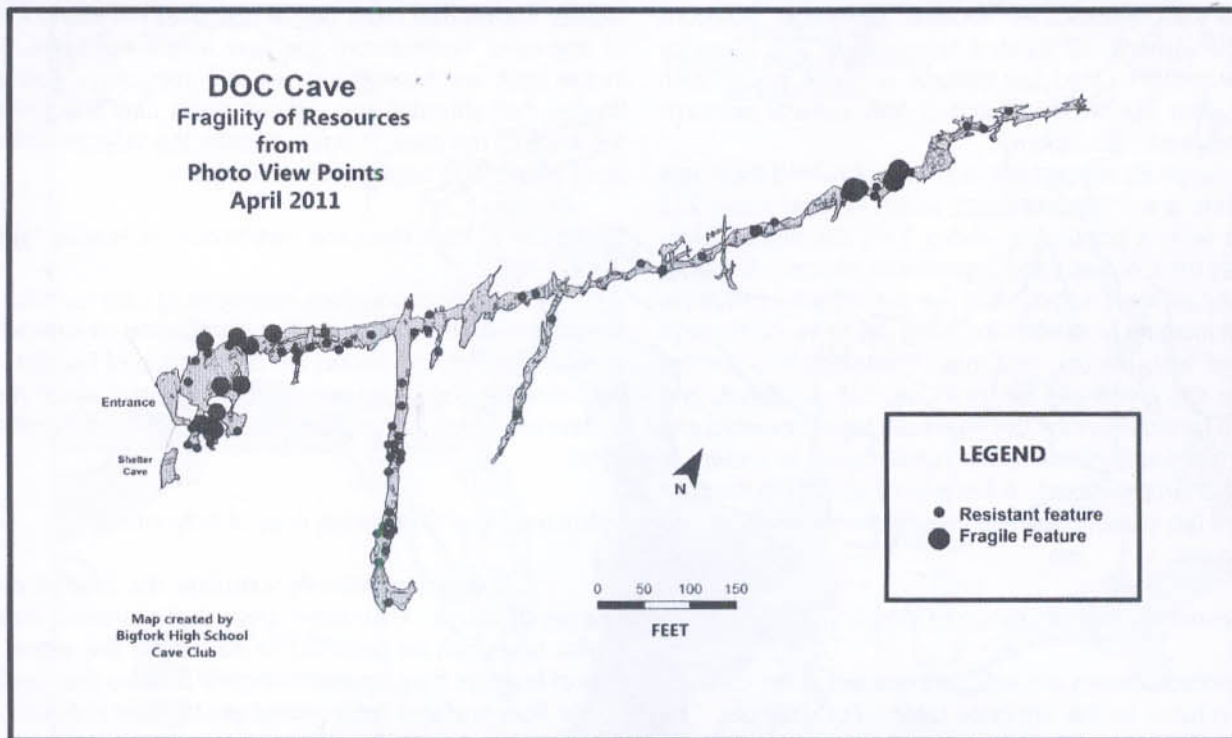 DOC Cave
Fragility of Resources
from
Photo View Points
April 2011
Entrance
Shelter
Cave
N
LEGEND
Resistant feature
Fragile Feature
0 50 100 150
FEET
Map created by
Bigfork High School
Cave Club